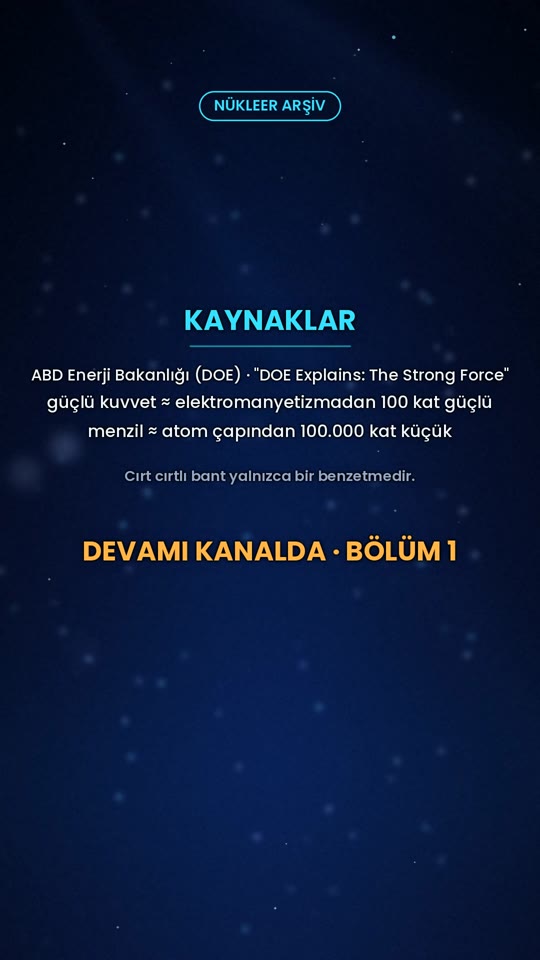 NÜKLEER ARŞİV
KAYNAKLAR
ABD Enerji Bakanlığı (DOE) · "DOE Explains: The Strong Force"
güçlü kuvvet ≈ elektromanyetizmadan 100 kat güçlü
menzil ≈ atom çapından 100.000 kat küçük
Cırt cırtlı bant yalnızca bir benzetmedir.
DEVAMI KANALDA · BÖLÜM 1